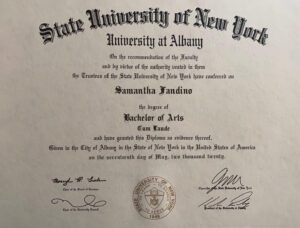 State University of New York
University at Albany
On the recommendation of the Faculty
and by virtue of the authority vested in them
the Trustees of the State University of New York have conferred on
Samantha Fandino
the degree of
Bachelor of Arts
Cum Laude
and have granted this Diploma as evidence thereof.
Given in the City of Albany in the State of New York in the United States of America
on the seventeenth day of May, two thousand twenty.